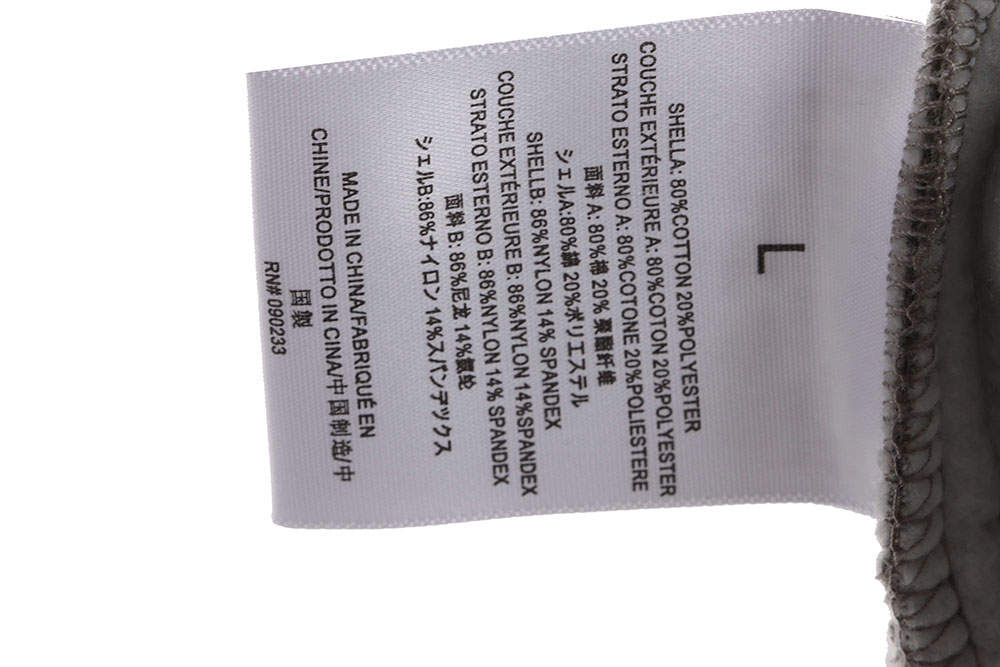 L
SHELLA: 80%COTTON 20%POLYESTER
COUCHE EXTÉRIEURE A: 80%COTON 20%POLYESTER
STRATO ESTERNO A: 80%COTONE 20%POLIESTERE
面料 A: 80%棉 20% 聚酯纤维
シェルA:80%綿 20%ポリエステル
SHELLB: 86%NYLON 14% SPANDEX
COUCHE EXTÉRIEURE B: 86%NYLON 14%SPANDEX
STRATO ESTERNO B: 86%NYLON 14% SPANDEX
面料 B: 86%尼龙 14%氨纶
シェルB:86%ナイロン 14%スパンデックス
MADE IN CHINA/FABRIQUÉ EN
CHINE/PRODOTTO IN CINA/中国制造/中
国製
RN# 090233